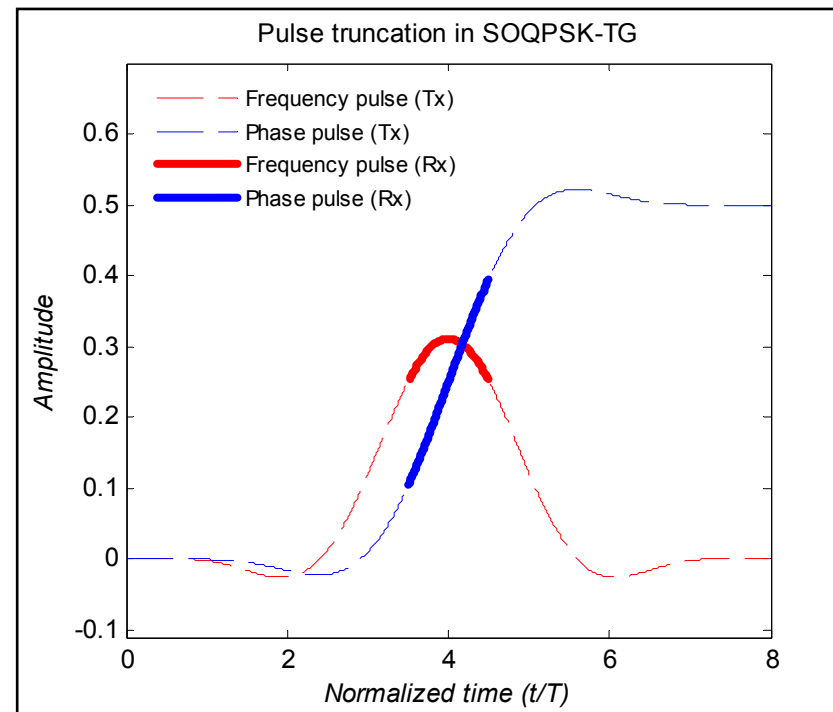 Pulse truncation in SOQPSK-TG
Frequency pulse (Tx)
Phase pulse (Tx)
Frequency pulse (Rx)
Phase pulse (Rx)
0.6
0.5
0.4
0.3
0.2
0.1
0
-0.1
Amplitude
0 2 4 6 8
Normalized time (t/T)